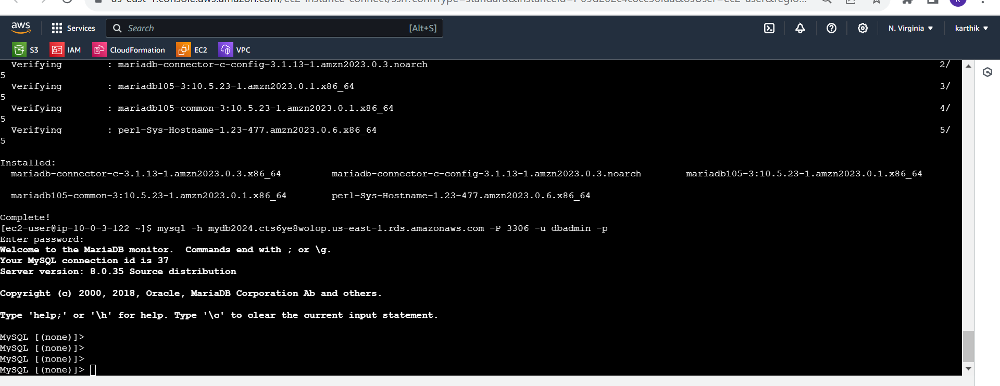 aws Services Search [Alt+S] N. Virginia karthik
S3 IAM CloudFormation EC2 VPC
Verifying : mariadb-connector-c-config-3.1.13-1.amzn2023.0.3.noarch 2/
5
Verifying : mariadb105-3:10.5.23-1.amzn2023.0.1.x86_64 3/
5
Verifying : mariadb105-common-3:10.5.23-1.amzn2023.0.1.x86_64 4/
5
Verifying : perl-Sys-Hostname-1.23-477.amzn2023.0.6.x86_64 5/
5
Installed:
mariadb-connector-c-3.1.13-1.amzn2023.0.3.x86_64 mariadb-connector-c-config-3.1.13-1.amzn2023.0.3.noarch mariadb105-3:10.5.23-1.amzn2023.0.1.x86_64
mariadb105-common-3:10.5.23-1.amzn2023.0.1.x86_64 perl-Sys-Hostname-1.23-477.amzn2023.0.6.x86_64
Complete!
[ec2-user@ip-10-0-3-122 ~]$ mysql -h mydb2024.cts6ye8wo1op.us-east-1.rds.amazonaws.com -P 3306 -u dbadmin -p
Enter password:
Welcome to the MariaDB monitor.  Commands end with ; or \g.
Your MySQL connection id is 37
Server version: 8.0.35 Source distribution
Copyright (c) 2000, 2018, Oracle, MariaDB Corporation Ab and others.
Type 'help;' or '\h' for help. Type '\c' to clear the current input statement.
MySQL [(none)]>
MySQL [(none)]>
MySQL [(none)]>
MySQL [(none)]>